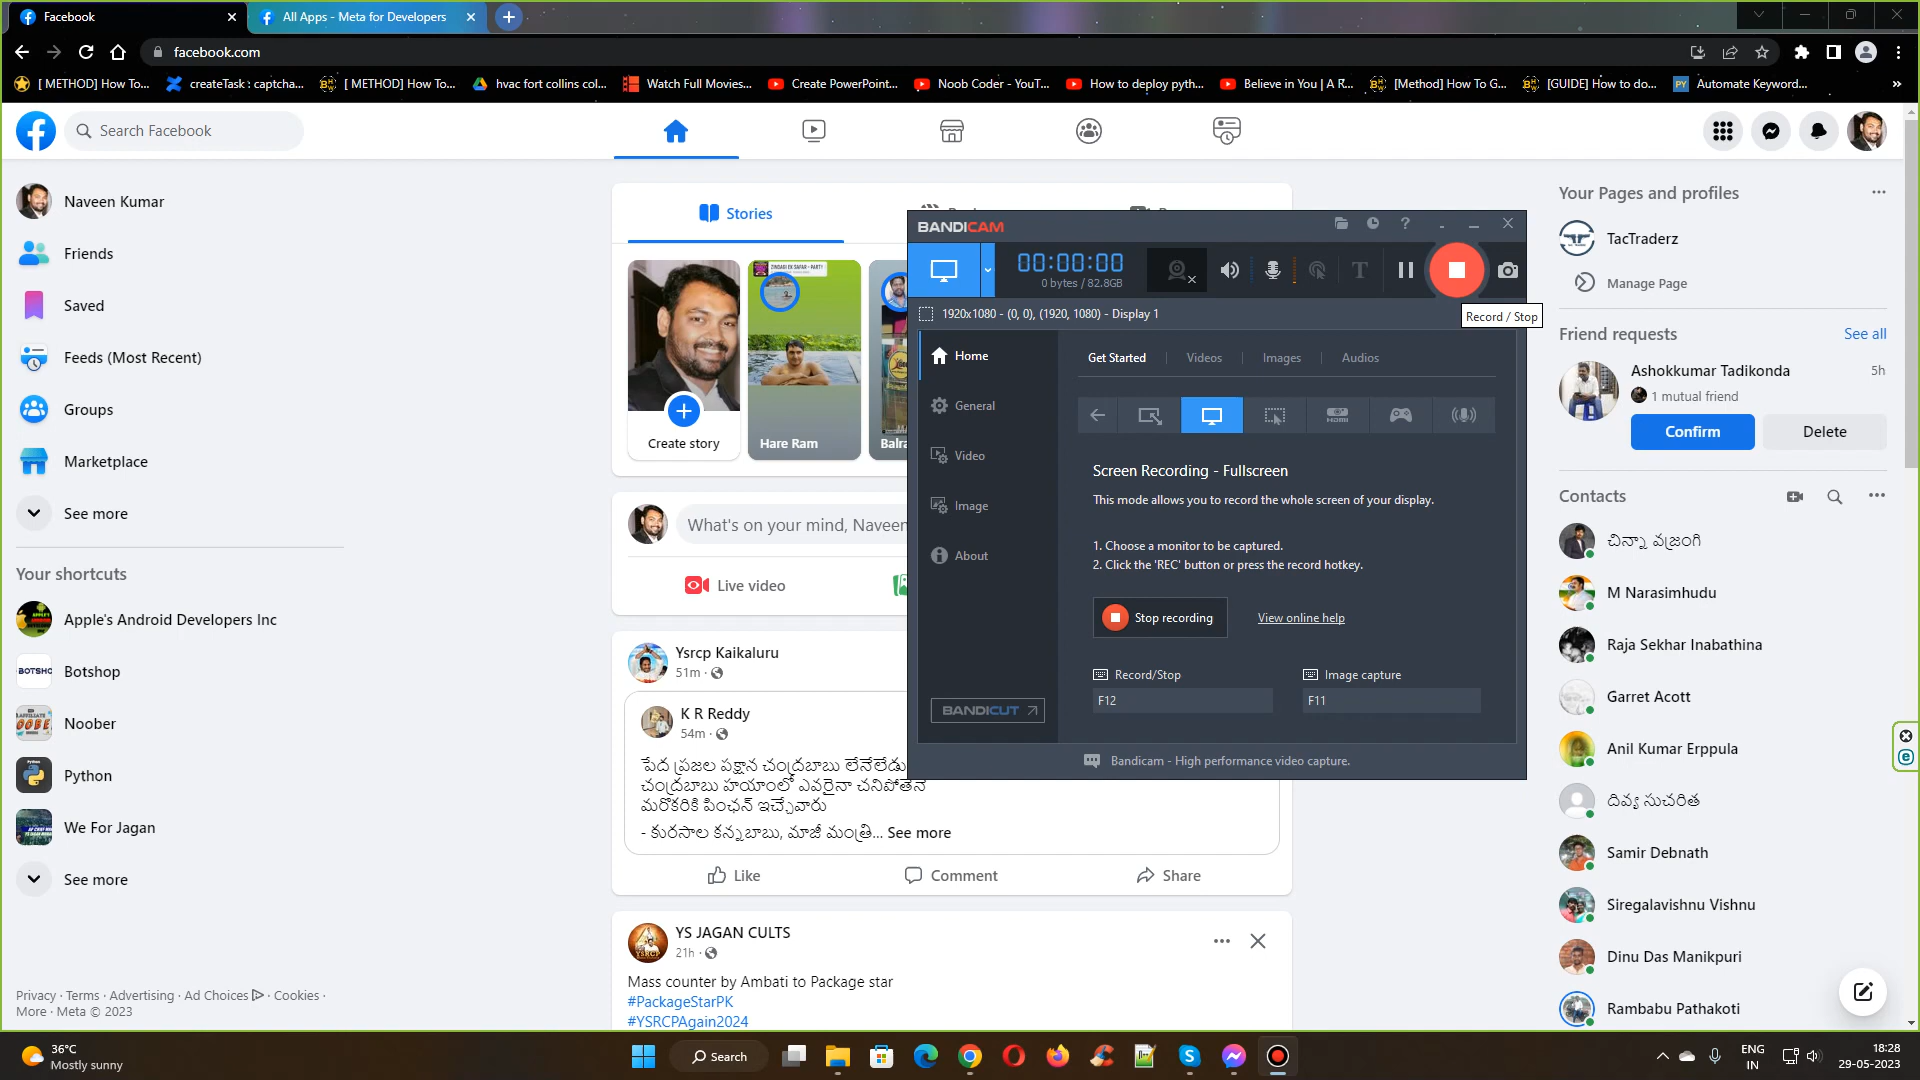 Facebook
All Apps - Meta for Developers
facebook.com
[ METHOD] How To...
createTask : captcha...
[ METHOD] How To...
hvac fort collins col...
Watch Full Movies...
Create PowerPoint...
Noob Coder - YouT...
How to deploy pyth...
Believe in You | A R...
[Method] How To G...
[GUIDE] How to do...
Automate Keyword...
Search Facebook
Naveen Kumar
Friends
Saved
Feeds (Most Recent)
Groups
Marketplace
See more
Your shortcuts
Apple's Android Developers Inc
Botshop
Noober
Python
We For Jagan
See more
Privacy · Terms · Advertising · Ad Choices · Cookies ·
More · Meta © 2023
Stories
Create story
Hare Ram
Balra
What's on your mind, Naveen
Live video
Ysrcp Kaikaluru
51m ·
K R Reddy
54m ·
పేద ప్రజల పక్షాన చంద్రబాబు లేనేలేడు
చంద్రబాబు హయాంలో ఎవరైనా చనిపోతేనే
మరొకరికి పింఛన్ ఇచ్చేవారు
- కురసాల కన్నబాబు, మాజీ మంత్రి... See more
Like
Comment
Share
YS JAGAN CULTS
21h ·
Mass counter by Ambati to Package star
#PackageStarPK
#YSRCPAgain2024
BANDICAM
00:00:00
0 bytes / 82.8GB
1920x1080 - (0, 0), (1920, 1080) - Display 1
Record / Stop
Home
General
Video
Image
About
BANDICUT
Get Started
Videos
Images
Audios
HDMI
Screen Recording - Fullscreen
This mode allows you to record the whole screen of your display.
1. Choose a monitor to be captured.
2. Click the 'REC' button or press the record hotkey.
Stop recording
View online help
Record/Stop
Image capture
F12
F11
Bandicam - High performance video capture.
Your Pages and profiles
TacTraderz
Manage Page
Friend requests
See all
Ashokkumar Tadikonda
5h
1 mutual friend
Confirm
Delete
Contacts
చిన్నా వజ్రంగి
M Narasimhudu
Raja Sekhar Inabathina
Garret Acott
Anil Kumar Erppula
దివ్య సుచరిత
Samir Debnath
Siregalavishnu Vishnu
Dinu Das Manikpuri
Rambabu Pathakoti
36°C
Mostly sunny
Search
ENG
IN
18:28
29-05-2023